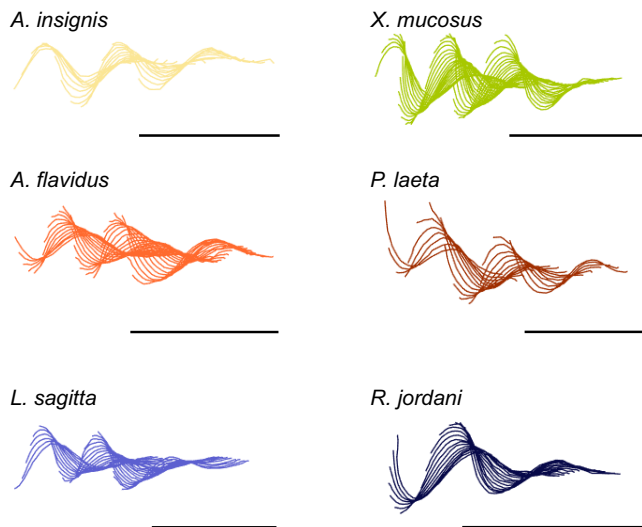 A. insignis
X. mucosus
A. flavidus
P. laeta
L. sagitta
R. jordani